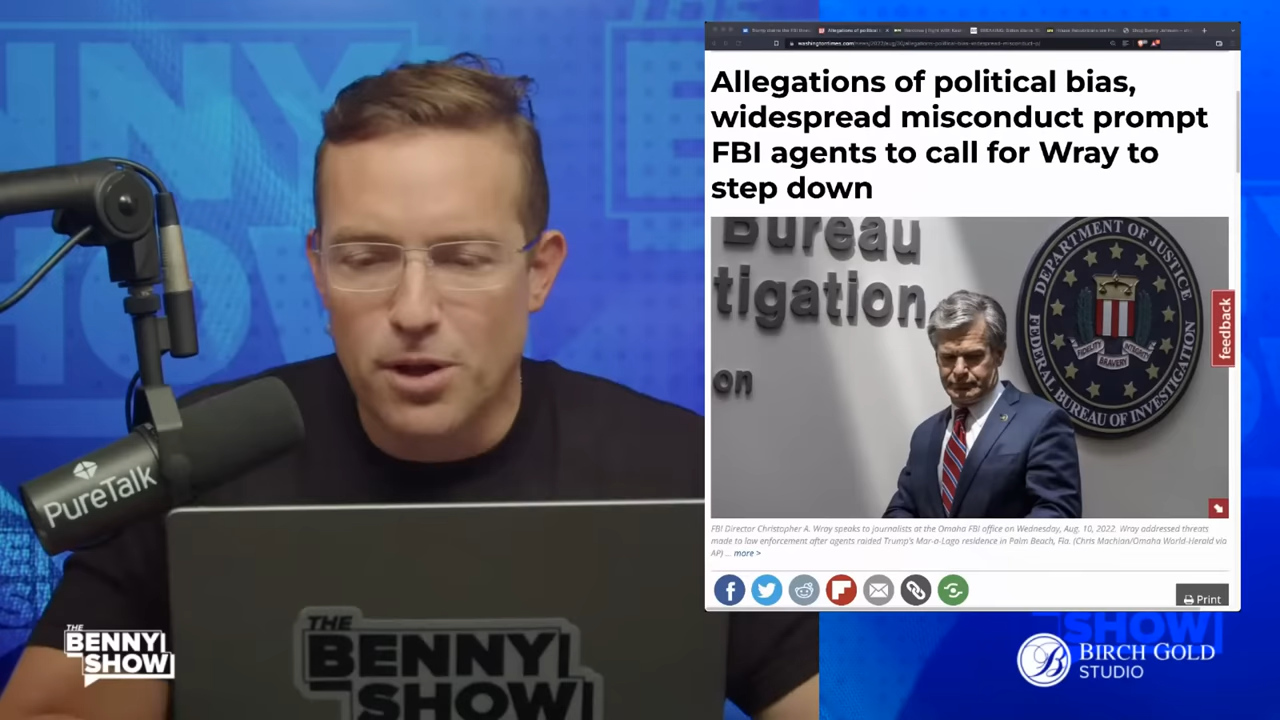 Allegations of political bias,
widespread misconduct prompt
FBI agents to call for Wray to
step down
Bureau
tigation
on
DEPARTMENT OF JUSTICE
FEDERAL BUREAU OF INVESTIGATION
FIDELITY BRAVERY INTEGRITY
feedback
FBI Director Christopher A. Wray speaks to journalists at the Omaha FBI office on Wednesday, Aug. 10, 2022. Wray addressed threats
made to law enforcement after agents raided Trump's Mar-a-Lago residence in Palm Beach, Fla. (Chris Machian/Omaha World-Herald via
AP) ... more >
Print
PureTalk
THE
BENNY
SHOW
THE
BENNY
SHOW
SHOW
BIRCH GOLD
STUDIO